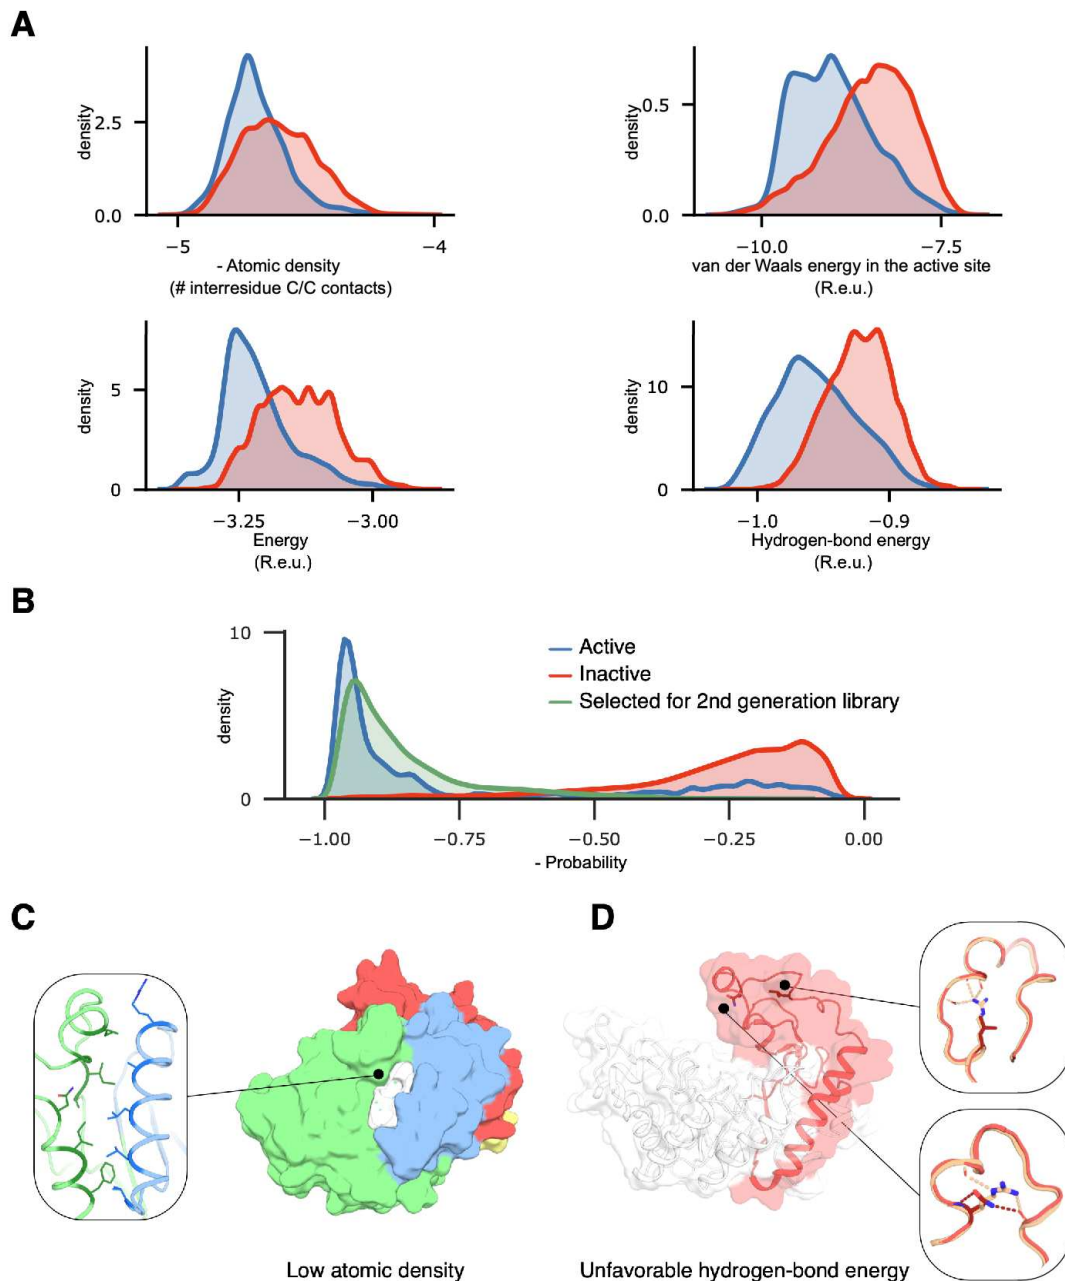 A
density
2.5
0.0
−5
−4
- Atomic density
(# interresidue C/C contacts)
density
0.5
0.0
−10.0
−7.5
van der Waals energy in the active site
(R.e.u.)
density
5
0
−3.25
−3.00
Energy
(R.e.u.)
density
10
0
−1.0
−0.9
Hydrogen-bond energy
(R.e.u.)
B
density
10
0
Active
Inactive
Selected for 2nd generation library
−1.00
−0.75
−0.50
−0.25
0.00
- Probability
C
D
Low atomic density
Unfavorable hydrogen-bond energy